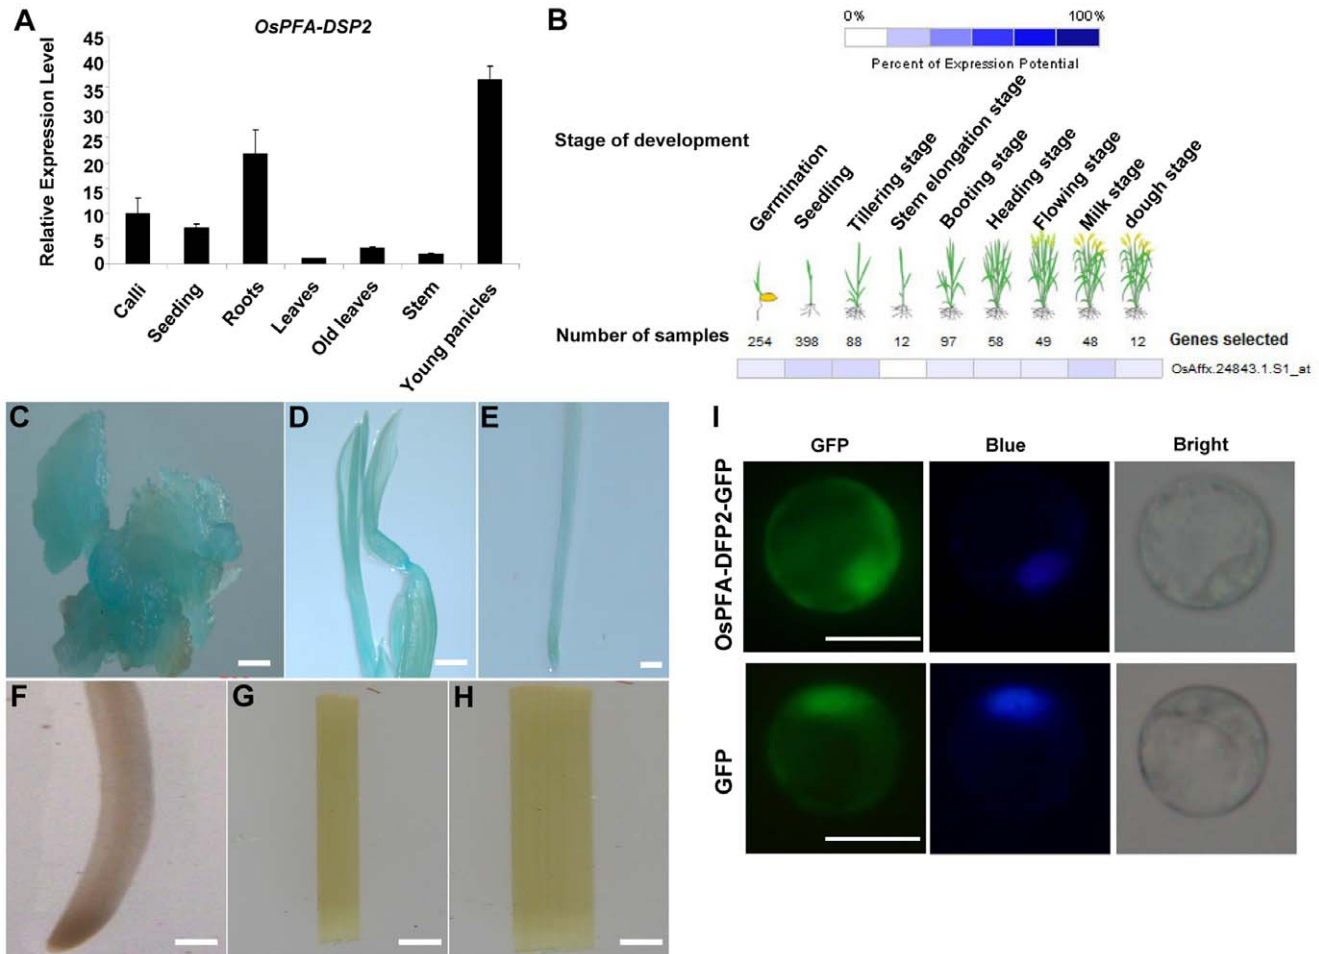 A
OsPFA-DSP2
Relative Expression Level
45
40
35
30
25
20
15
10
5
0
Calli
Seeding
Roots
Leaves
Old leaves
Stem
Young panicles
B
0%
100%
Percent of Expression Potential
Stage of development
Germination
Seedling
Tillering stage
Stem elongation stage
Booting stage
Heading stage
Flowing stage
Milk stage
dough stage
Number of samples
254 398 88 12 97 58 49 48 12
Genes selected
OsAffx.24843.1.S1_at
C
D
E
F
G
H
I
GFP Blue Bright
OsPFA-DFP2-GFP
GFP